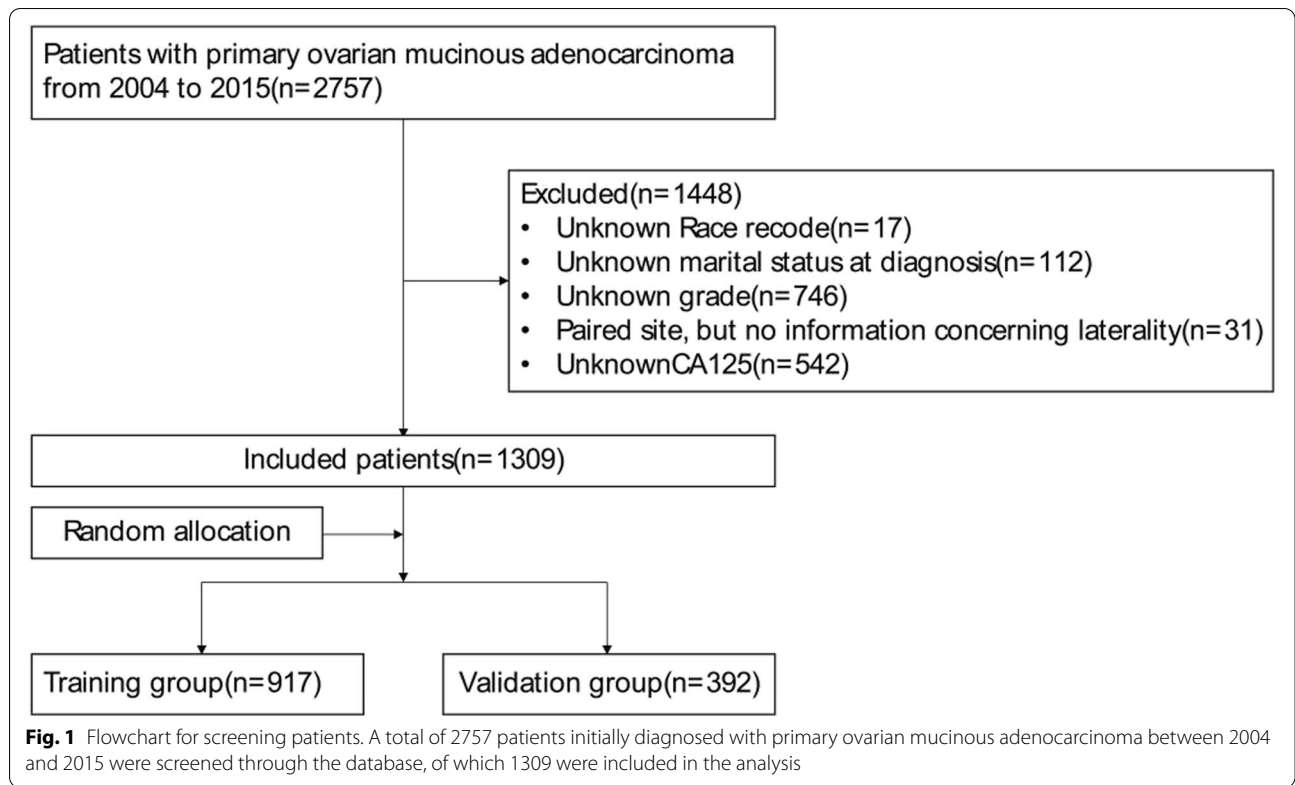 Patients with primary ovarian mucinous adenocarcinoma
from 2004 to 2015(n=2757)
Excluded(n=1448)
• Unknown Race recode(n=17)
• Unknown marital status at diagnosis(n=112)
• Unknown grade(n=746)
• Paired site, but no information concerning laterality(n=31)
• UnknownCA125(n=542)
Included patients(n=1309)
Random allocation
Training group(n=917)
Validation group(n=392)
Fig. 1 Flowchart for screening patients. A total of 2757 patients initially diagnosed with primary ovarian mucinous adenocarcinoma between 2004
and 2015 were screened through the database, of which 1309 were included in the analysis